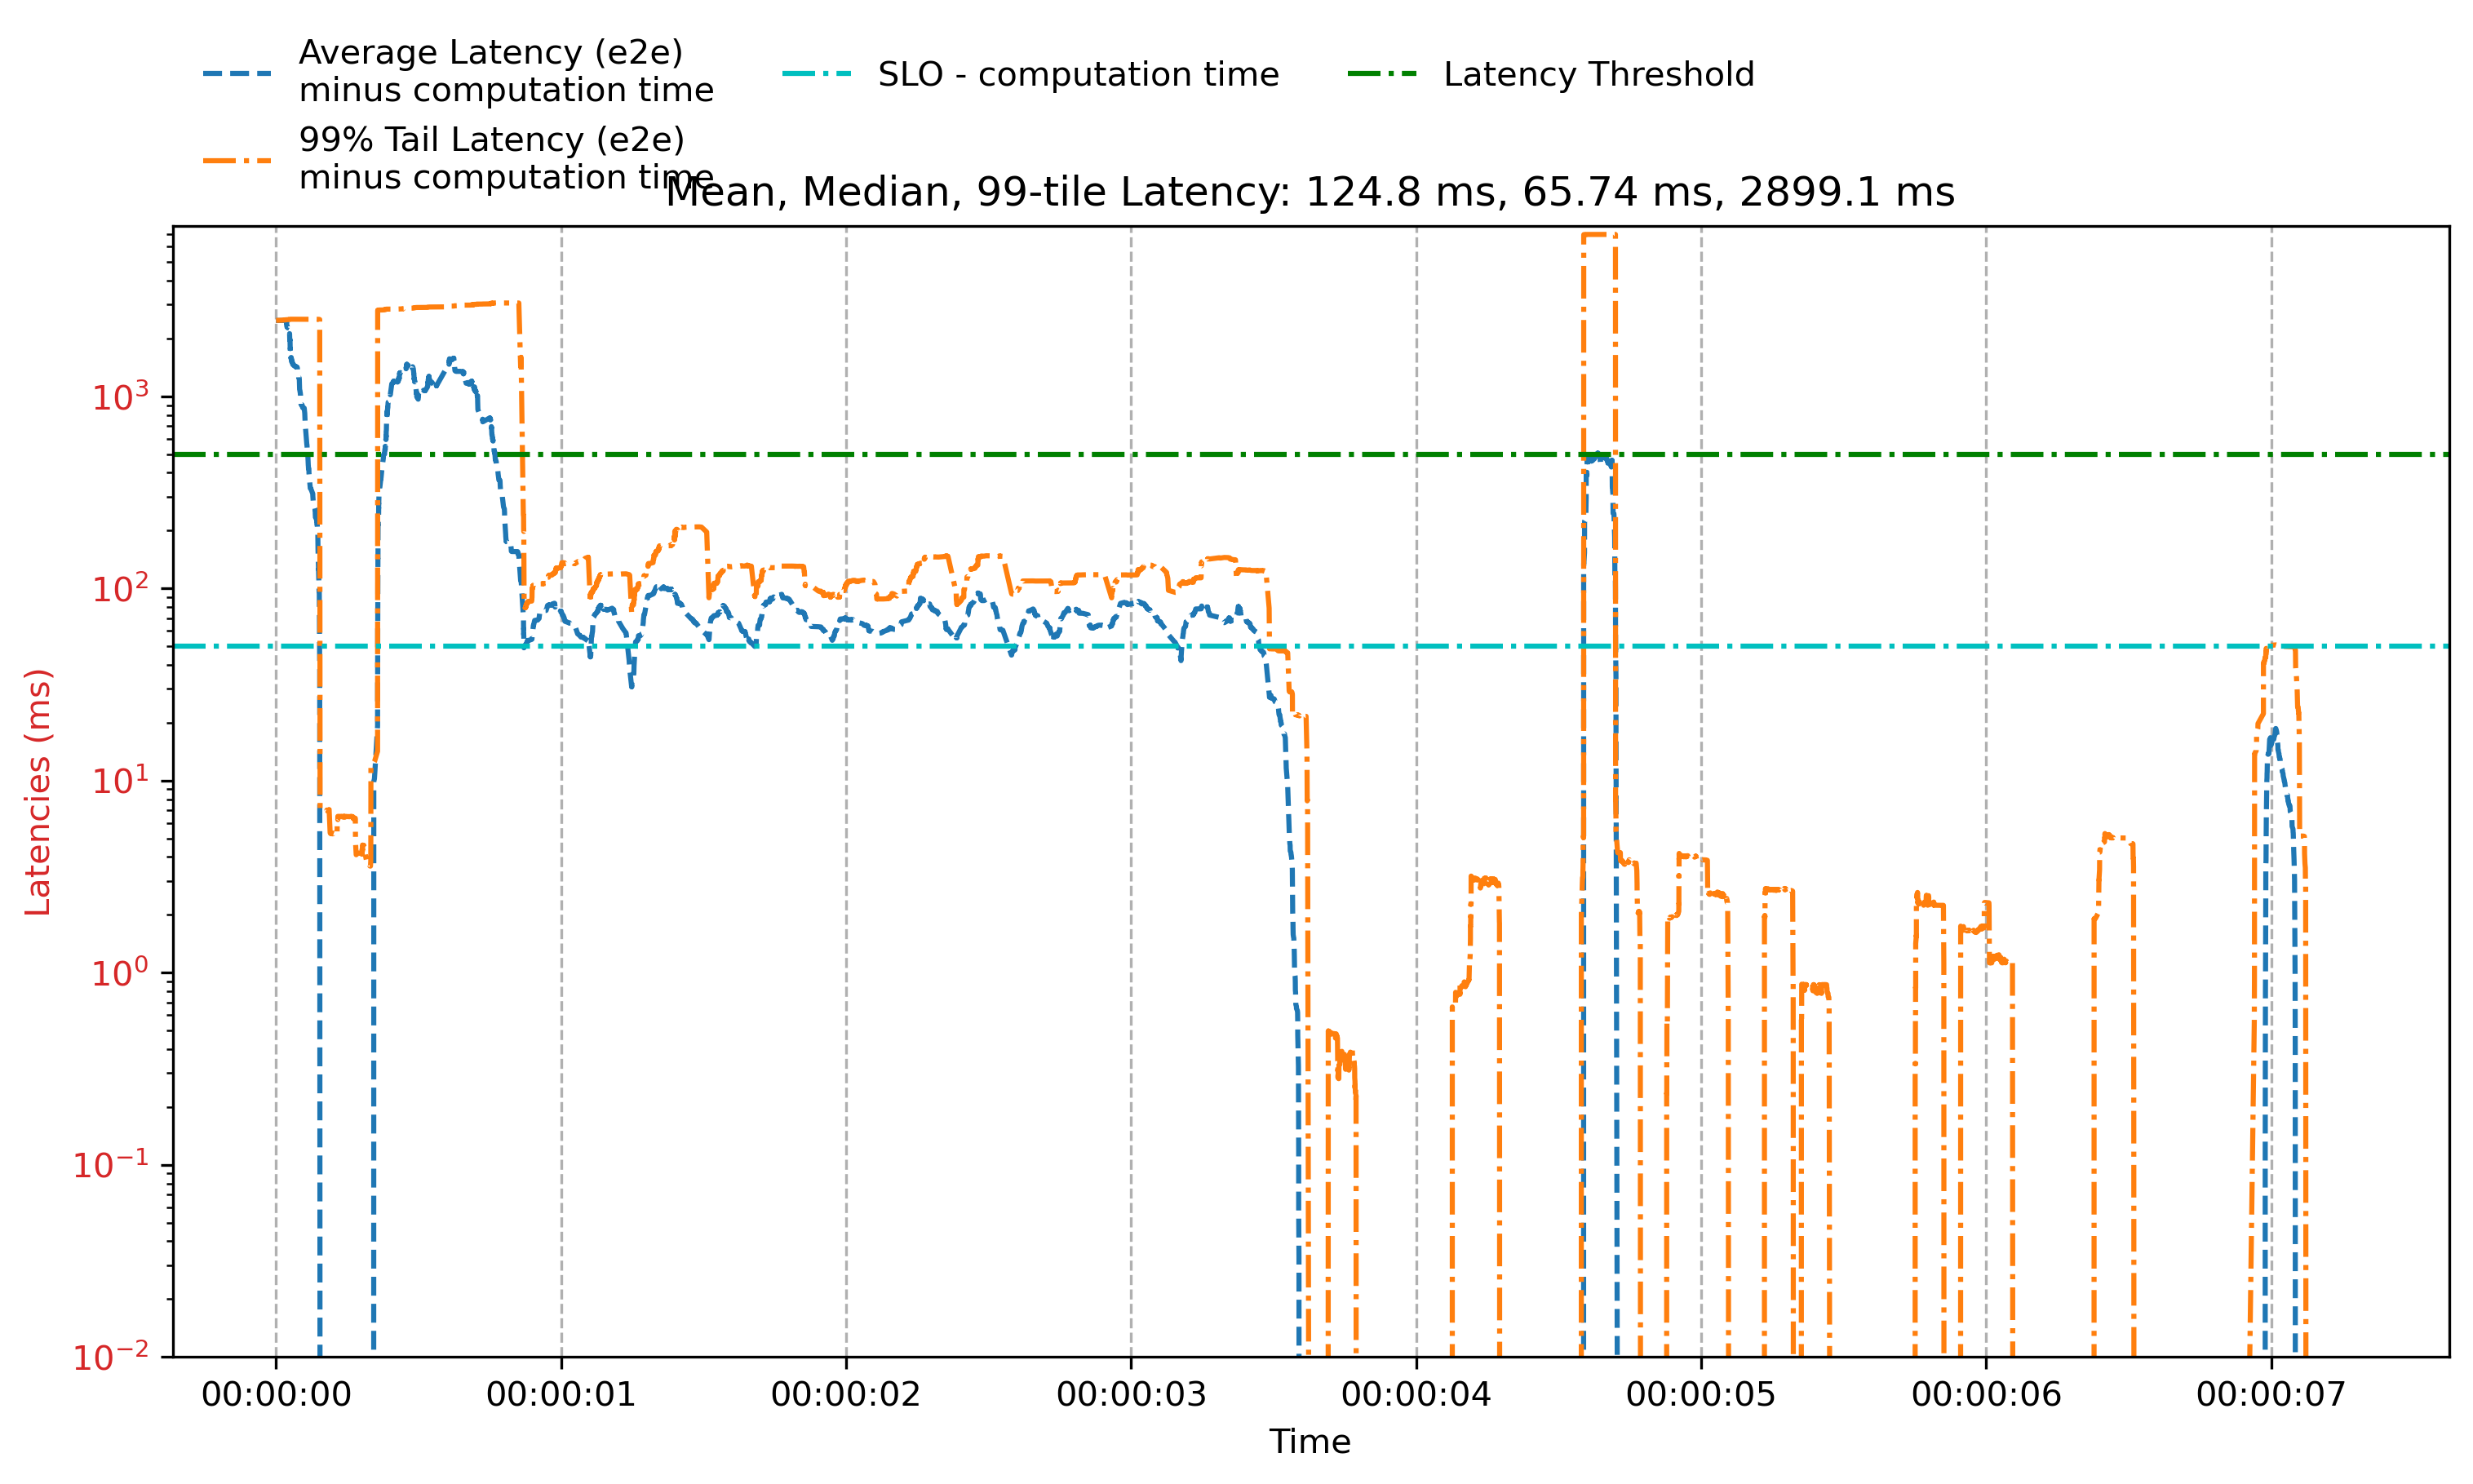 Average Latency (e2e)
minus computation time
99% Tail Latency (e2e)
minus computation time
SLO - computation time
Latency Threshold
Mean, Median, 99-tile Latency: 124.8 ms, 65.74 ms, 2899.1 ms
Latencies (ms)
10³
10²
10¹
10⁰
10⁻¹
10⁻²
00:00:00 00:00:01 00:00:02 00:00:03 00:00:04 00:00:05 00:00:06 00:00:07
Time